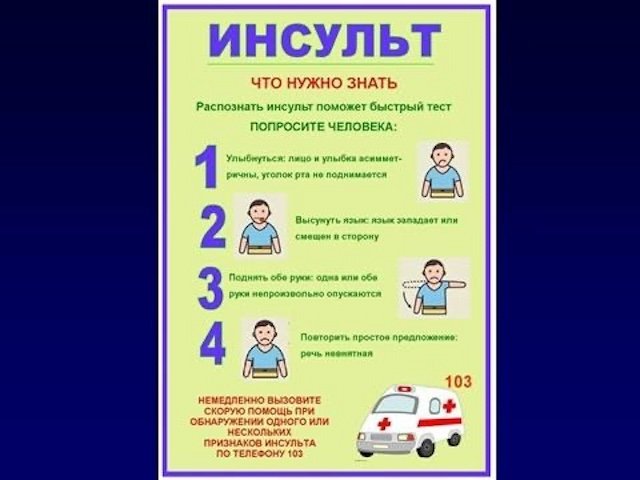 ИНСУЛЬТ
ЧТО НУЖНО ЗНАТЬ
Распознать инсульт поможет быстрый тест
ПОПРОСИТЕ ЧЕЛОВЕКА:
1
Улыбнуться: лицо и улыбка асиммет-
ричны, уголок рта не поднимается
2
Высунуть язык: язык западает или
смещен в сторону
3
Поднять обе руки: одна или обе
руки непроизвольно опускаются
4
Повторить простое предложение:
речь невнятная
НЕМЕДЛЕННО ВЫЗОВИТЕ
СКОРУЮ ПОМОЩЬ ПРИ
ОБНАРУЖЕНИИ ОДНОГО ИЛИ
НЕСКОЛЬКИХ
ПРИЗНАКОВ ИНСУЛЬТА
ПО ТЕЛЕФОНУ 103
103